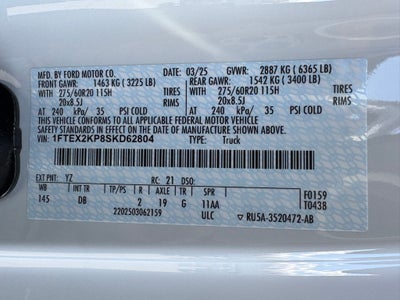 MFD. BY FORD MOTOR CO. 03/25 GVWR: 2887 KG ( 6365 LB)
FRONT GAWR: 1463 KG ( 3225 LB) 1542 KG ( 3400 LB)
WITH TIRES WITH TIRES
275/60R20 115H 275/60R20 115H
20x8.5J 20x8.5J
AT 240 kPa/ 35 PSI COLD AT 240 kPa/ 35 PSI COLD
THIS VEHICLE CONFORMS TO ALL APPLICABLE FEDERAL MOTOR VEHICLE
SAFETY AND THEFT PREVENTION STANDARDS IN EFFECT ON THE DATE OF
MANUFACTURE SHOWN ABOVE.
VIN: 1FTEX2KP8SKD62804 TYPE: Truck
EXT PNT: YZ RC: 21 DSO:
WB INT TR TP/PS R AXLE TR SPR F0159
145 DB 2 19 G 11AA T0438
2202503062159 ULC RU5A-3520472-AB